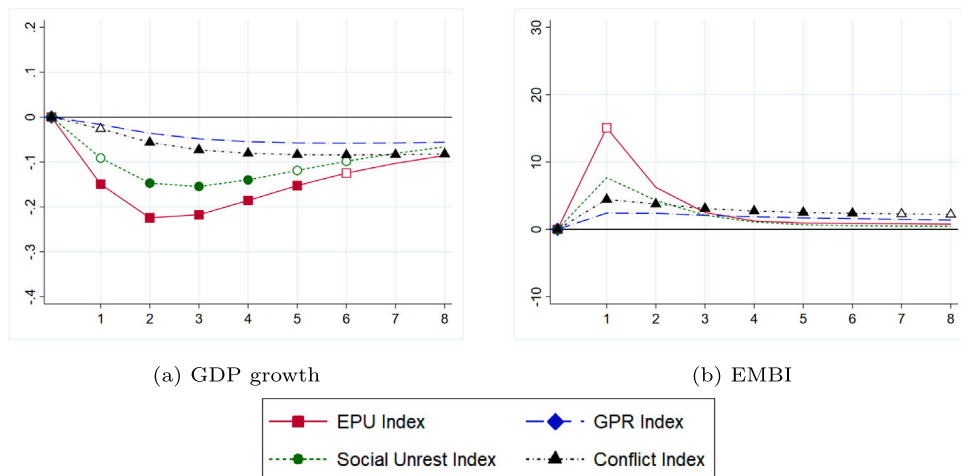 .2
.1
0
-.1
-.2
-.3
-.4
1 2 3 4 5 6 7 8
30
20
10
0
-10
1 2 3 4 5 6 7 8
(a) GDP growth
(b) EMBI
EPU Index
GPR Index
Social Unrest Index
Conflict Index